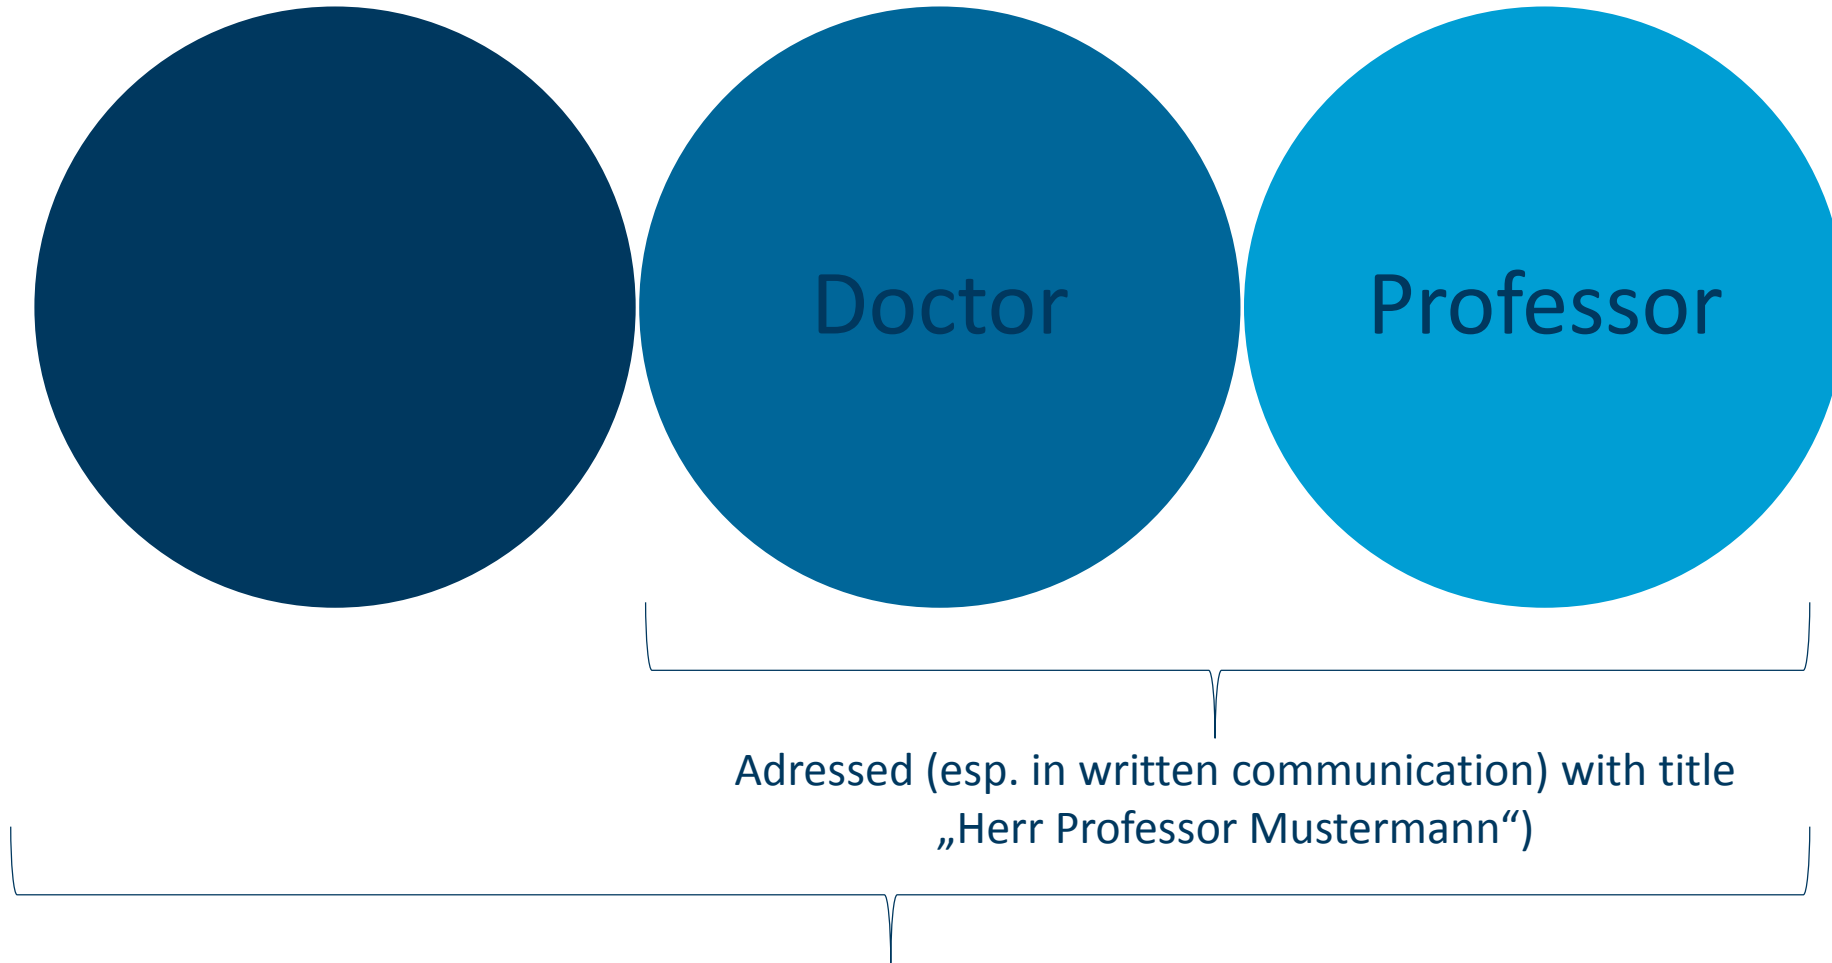 Doctor
Professor
Adressed (esp. in written communication) with title
„Herr Professor Mustermann“)